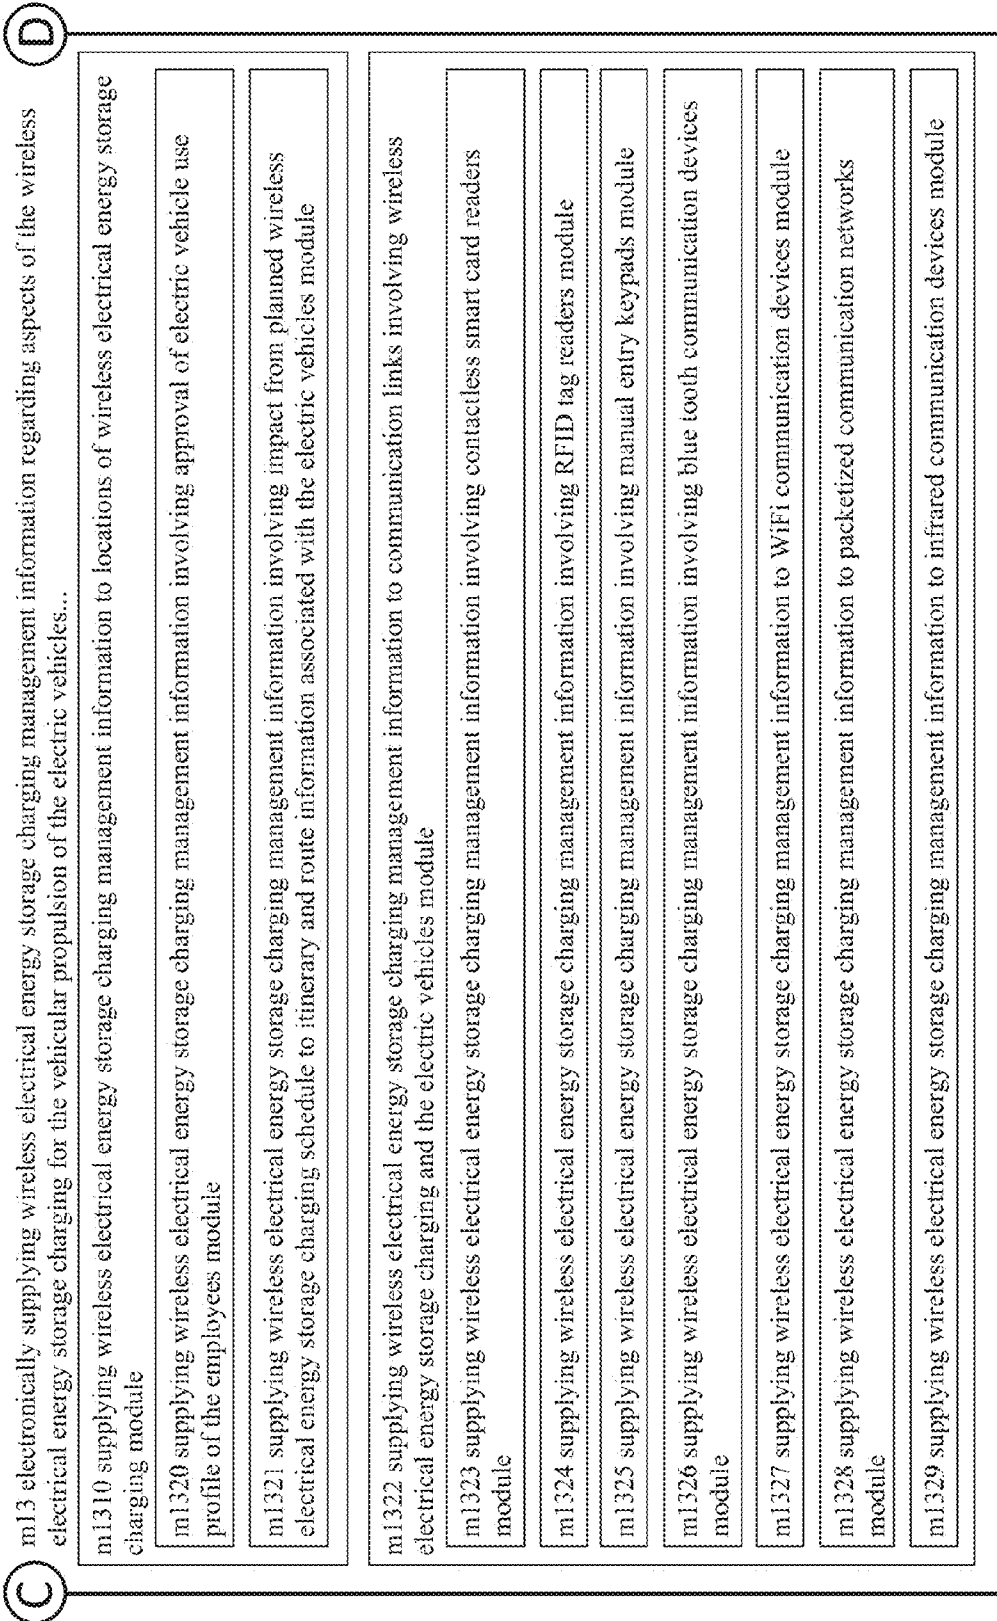 C
D
m13 electronically supplying wireless electrical energy storage charging management information regarding aspects of the wireless
electrical energy storage charging for the vehicular propulsion of the electric vehicles...
m1310 supplying wireless electrical energy storage charging management information to locations of wireless electrical energy storage
charging module
m1320 supplying wireless electrical energy storage charging management information involving approval of electric vehicle use
profile of the employees module
m1321 supplying wireless electrical energy storage charging management information involving impact from planned wireless
electrical energy storage charging schedule to itinerary and route information associated with the electric vehicles module
m1322 supplying wireless electrical energy storage charging management information to communication links involving wireless
electrical energy storage charging and the electric vehicles module
m1323 supplying wireless electrical energy storage charging management information involving contactless smart card readers
module
m1324 supplying wireless electrical energy storage charging management information involving RFID tag readers module
m1325 supplying wireless electrical energy storage charging management information involving manual entry keypads module
m1326 supplying wireless electrical energy storage charging management information involving blue tooth communication devices
module
m1327 supplying wireless electrical energy storage charging management information to WiFi communication devices module
m1328 supplying wireless electrical energy storage charging management information to packetized communication networks
module
m1329 supplying wireless electrical energy storage charging management information to infrared communication devices module